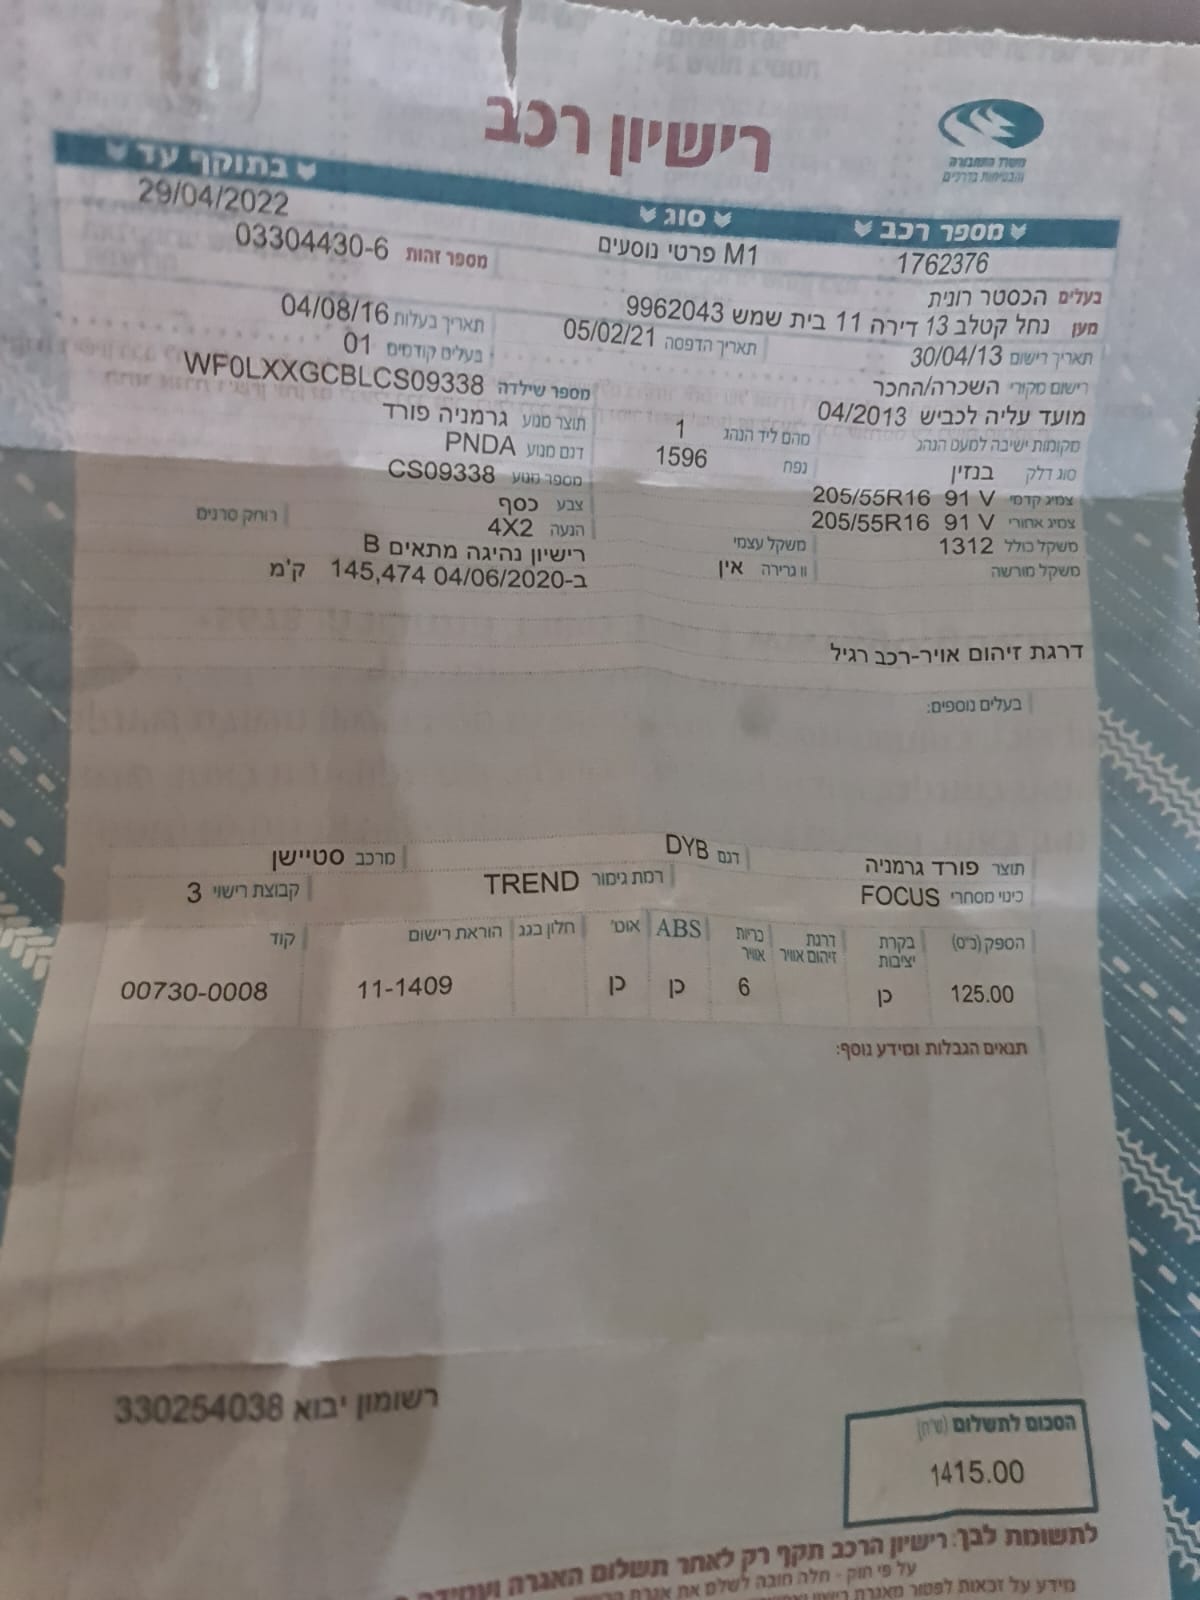 רישיון רכב
משרד התחבורה
והבטיחות בדרכים
מספר רכב סוג בתוקף עד
1762376 M1 פרטי נוסעים 29/04/2022
מספר זהות 03304430-6
בעלים הכסטר רונית
מען נחל קטלב 13 דירה 11 בית שמש 9962043
תאריך רישום 30/04/13 תאריך הדפסה 05/02/21 תאריך בעלות 04/08/16
רישום מקורי השכרה/החכר בעלים קודמים 01
מועד עליה לכביש 04/2013 מספר שילדה WF0LXXGCBLCS09338
מקומות ישיבה למעט הנהג מהם ליד הנהג 1 תוצר מנוע גרמניה פורד
סוג דלק בנזין נפח 1596 דגם מנוע PNDA
צמיג קדמי 205/55R16 91 V מספר מנוע CS09338
צמיג אחורי 205/55R16 91 V צבע כסף רוחק סרנים
משקל כולל 1312 משקל עצמי הנעה 4X2
משקל מורשה וו גרירה אין רישיון נהיגה מתאים B
ב-04/06/2020 145,474 ק'מ
דרגת זיהום אויר-רכב רגיל
בעלים נוספים:
תוצר פורד גרמניה דגם DYB מרכב סטיישן
כינוי מסחרי FOCUS רמת גימור TREND קבוצת רישוי 3
הספק (כ"ס) בקרת יציבות דרגת זיהום אוויר כריות אוויר ABS אוט' חלון בגג הוראת רישום קוד
125.00 כן 6 כן כן 11-1409 00730-0008
תנאים הגבלות ומידע נוסף:
רשומון יבוא 330254038
הסכום לתשלום (ש"ח)
1415.00
לתשומת לבך: רישיון הרכב תקף רק לאחר תשלום האגרה ועמידה
על פי חוק - חלה חובה לשלם את אגרת
מידע על זכאות לפטור מאגרת רישוי